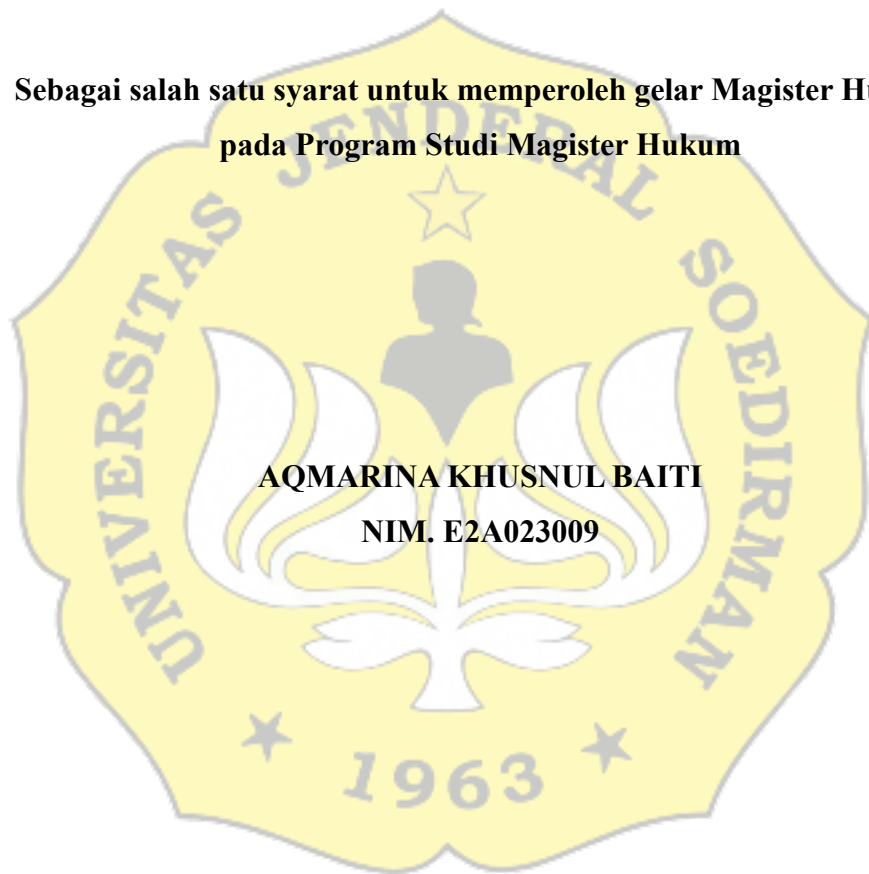 Sebagai salah satu syarat untuk memperoleh gelar Magister Hu
pada Program Studi Magister Hukum
UNIVERSITAS JENDERAL SOEDIRMAN
AQMARINA KHUSNUL BAITI
NIM. E2A023009
1963